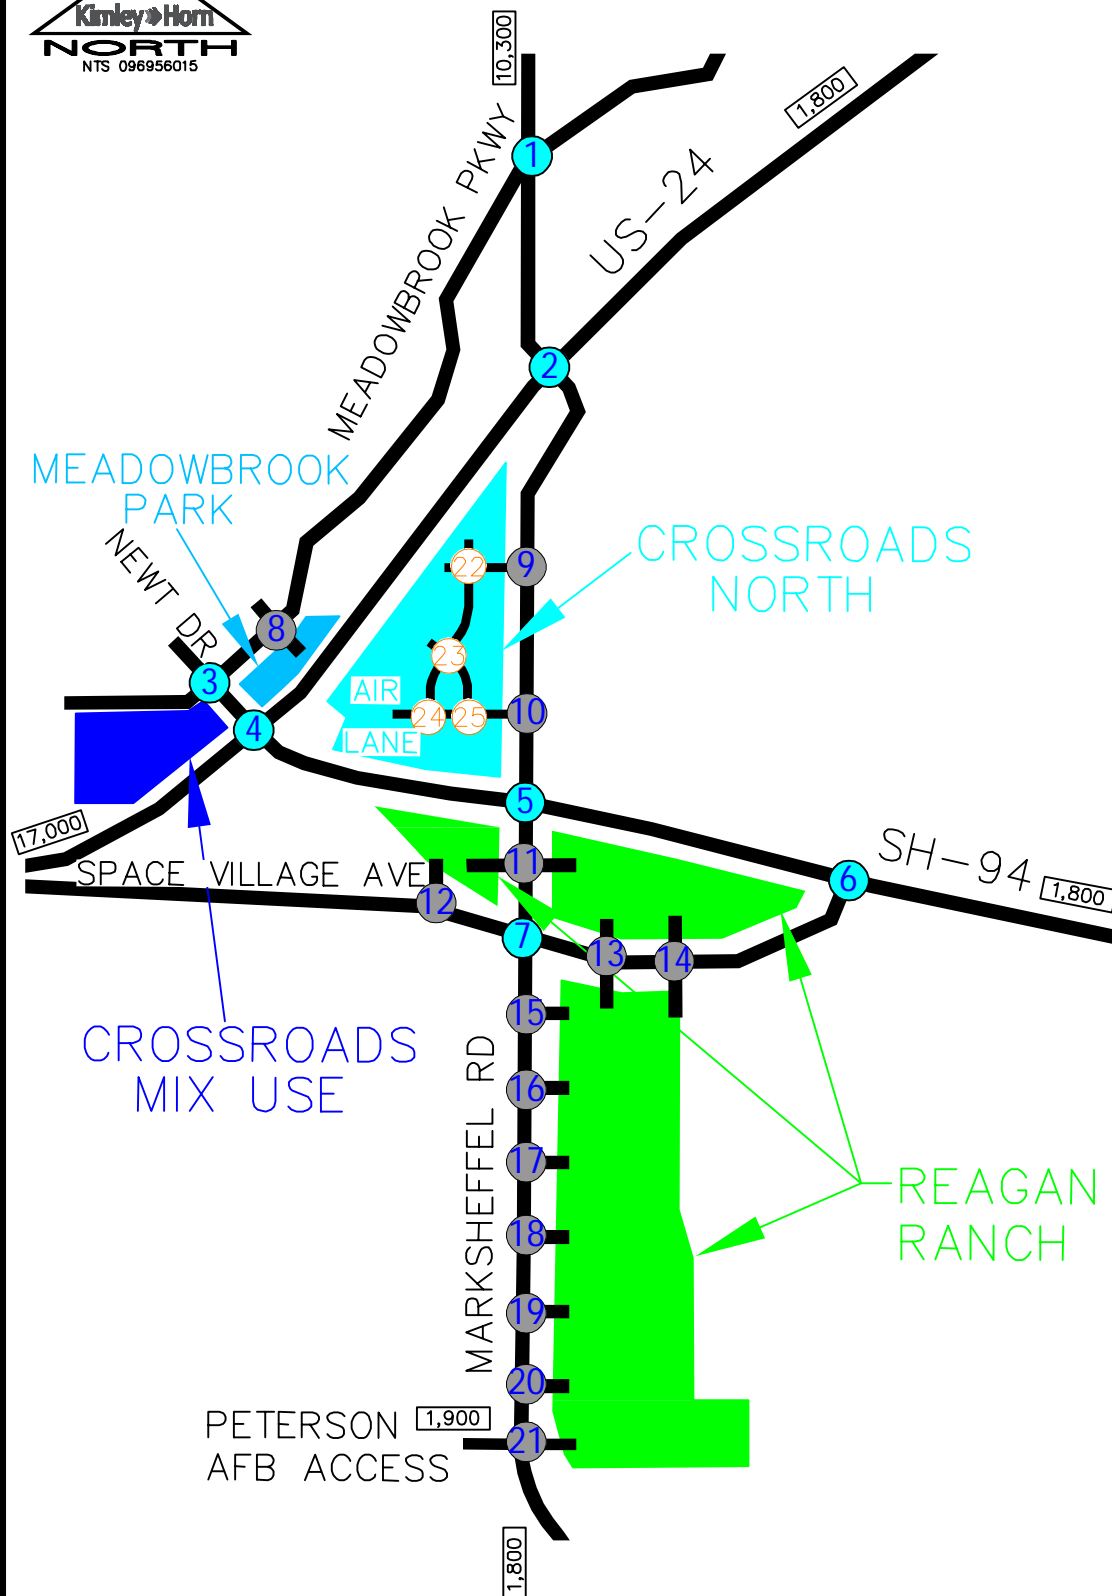 Kimley»Horn
NORTH
NTS 096956015
10,300
1,800
MEADOWBROOK PKWY
1
US-24
2
MEADOWBROOK
PARK
NEWT DR
CROSSROADS
NORTH
22
9
8
23
3
AIR
LANE
24
25
10
4
5
17,000
SPACE VILLAGE AVE
11
SH-94
1,800
6
12
7
13
14
15
CROSSROADS
MIX USE
MARKSHEFFEL RD
16
17
REAGAN
RANCH
18
19
20
PETERSON
AFB ACCESS
1,900
21
1,800